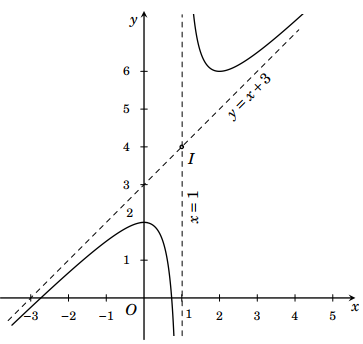 y
6
5
4
3
2
1
I
y = x + 3
x = 1
O
−3 −2 −1 1 2 3 4 5 x